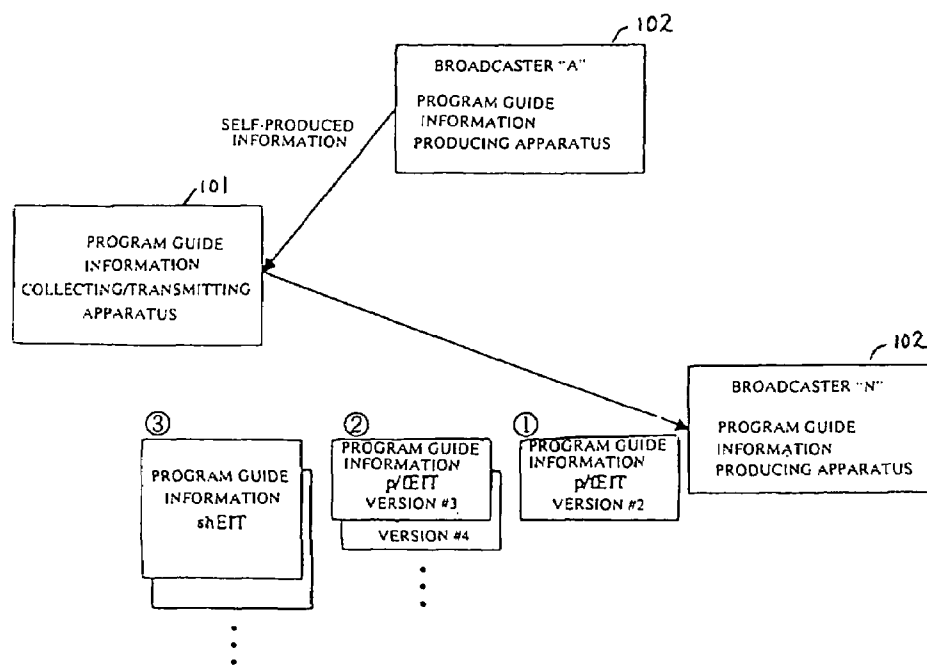 102
BROADCASTER "A"
PROGRAM GUIDE
INFORMATION
PRODUCING APPARATUS
SELF-PRODUCED
INFORMATION
101
PROGRAM GUIDE
INFORMATION
COLLECTING/TRANSMITTING
APPARATUS
102
BROADCASTER "N"
PROGRAM GUIDE
INFORMATION
PRODUCING APPARATUS
①
PROGRAM GUIDE
INFORMATION
p/fEIT
VERSION #2
②
PROGRAM GUIDE
INFORMATION
p/fEIT
VERSION #3
VERSION #4
③
PROGRAM GUIDE
INFORMATION
shEIT